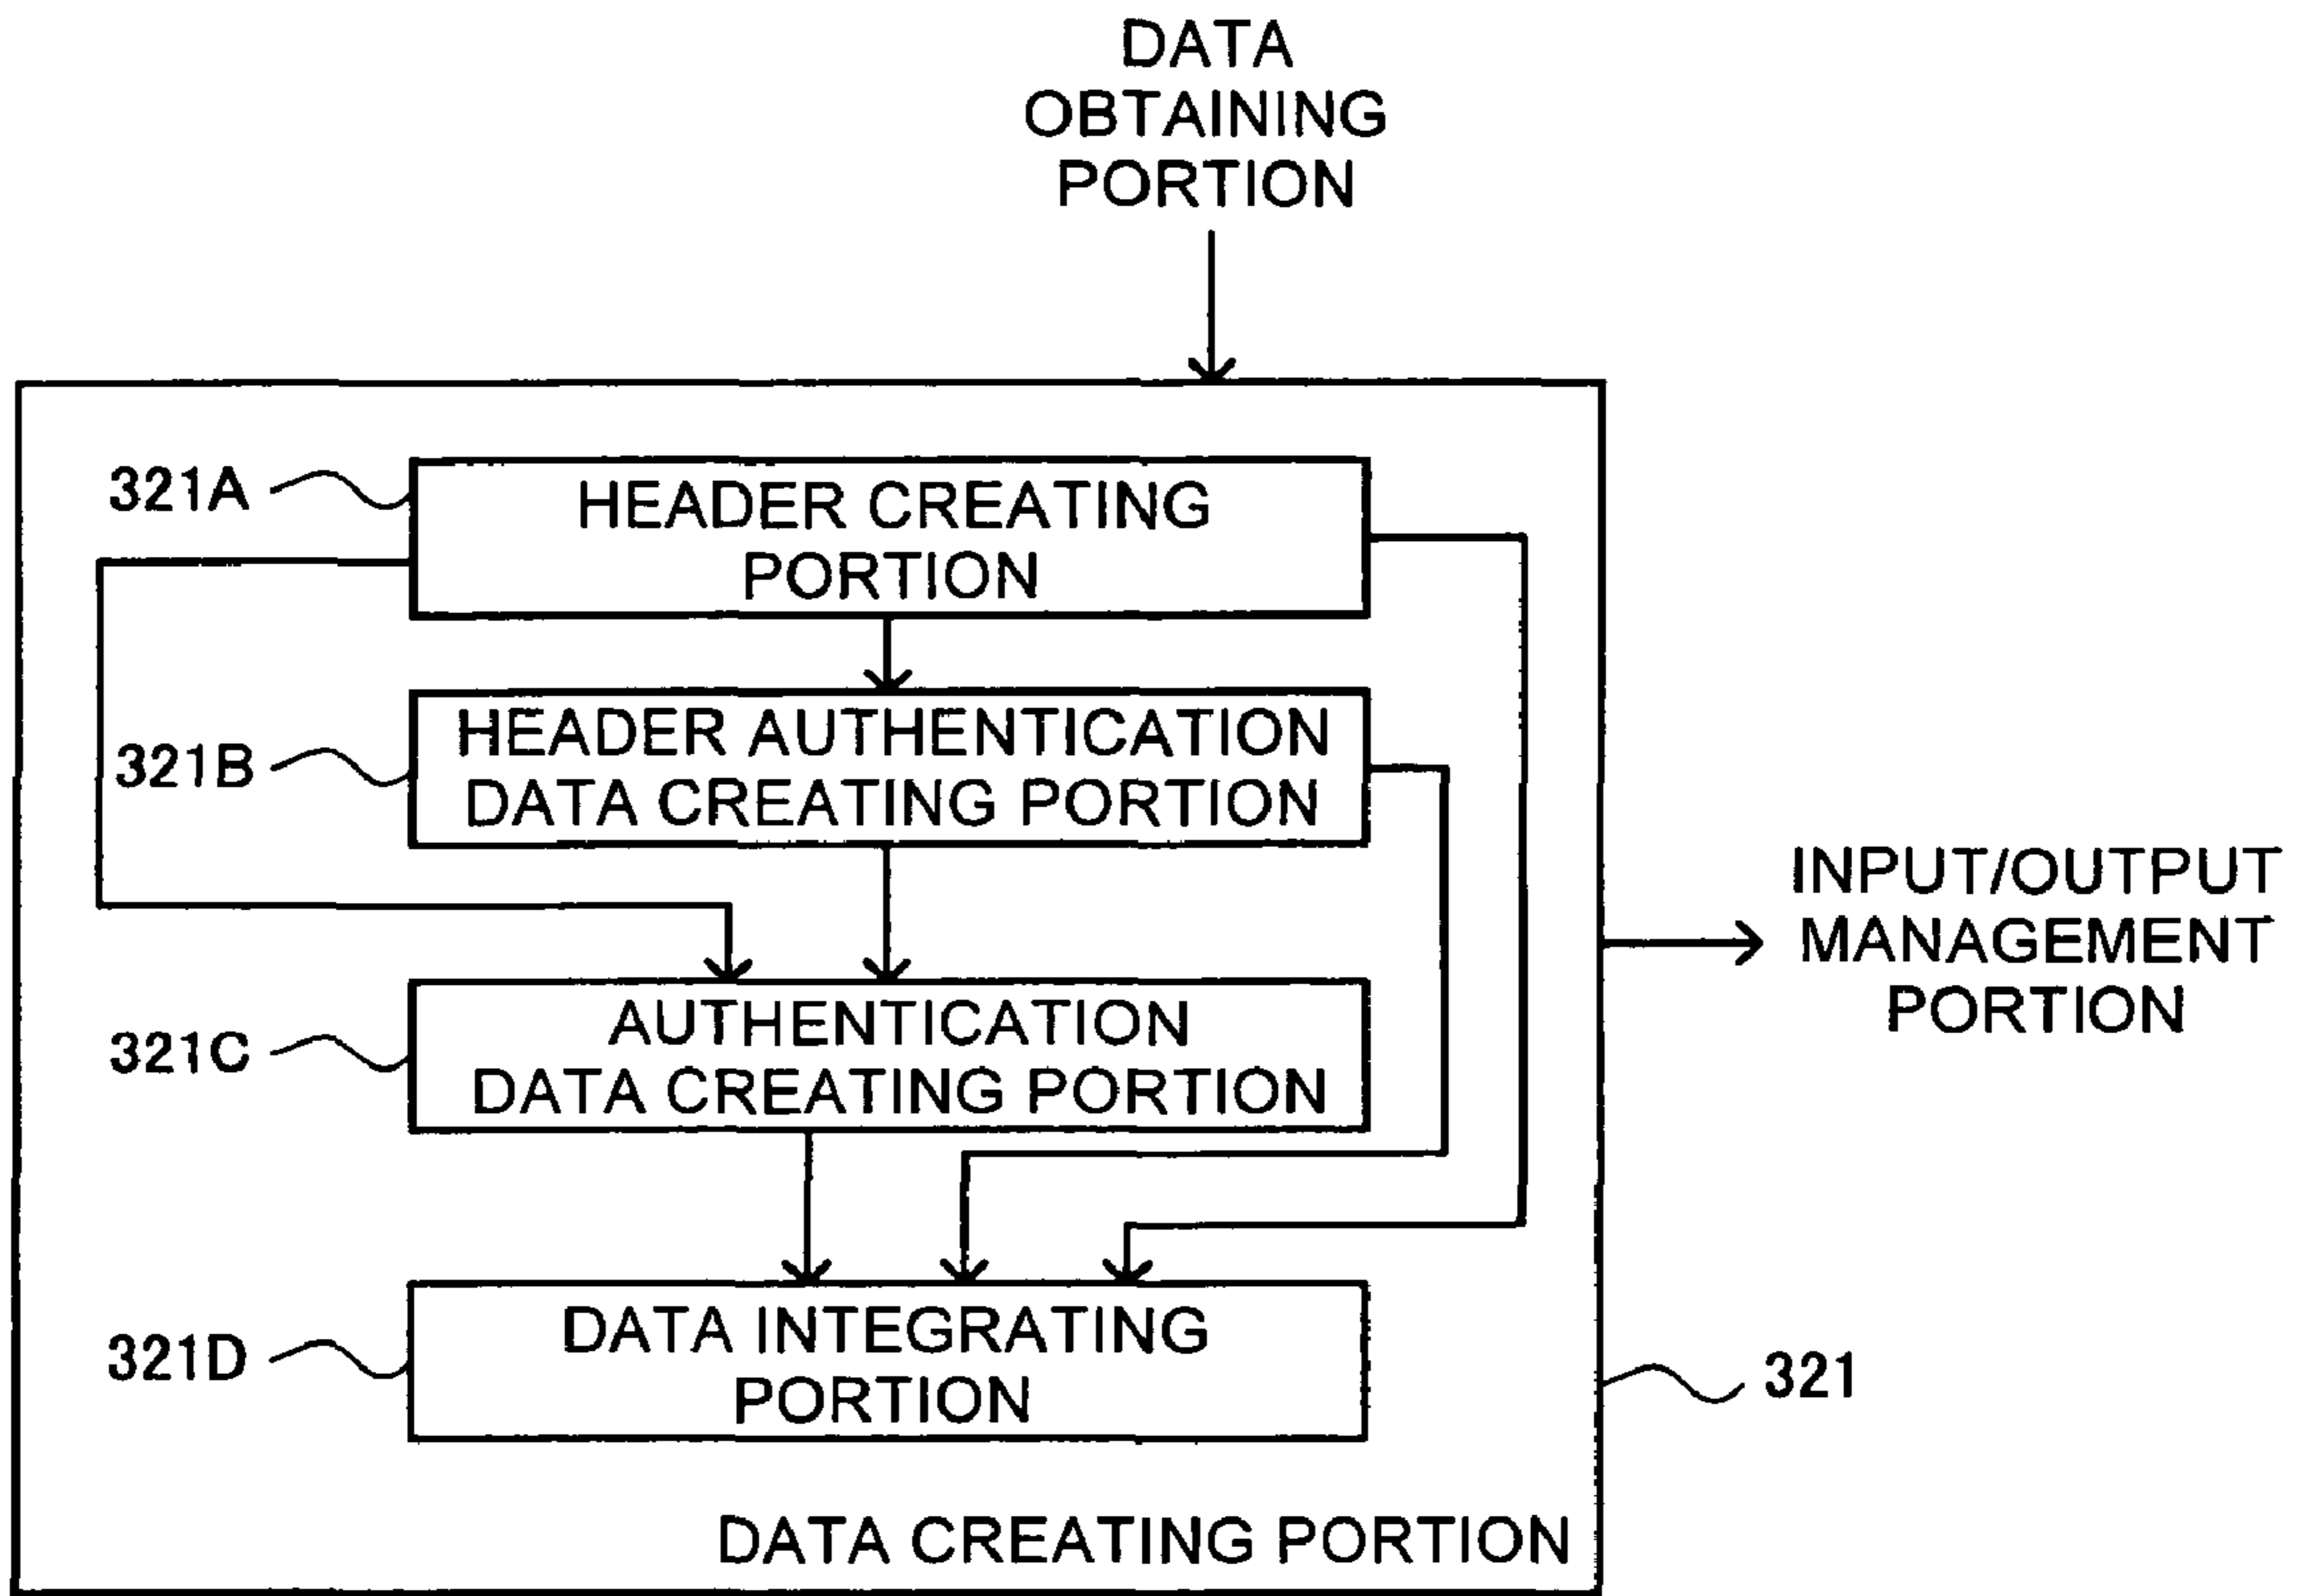 DATA
OBTAINING
PORTION
321A
HEADER CREATING
PORTION
321B
HEADER AUTHENTICATION
DATA CREATING PORTION
INPUT/OUTPUT
MANAGEMENT
PORTION
321C
AUTHENTICATION
DATA CREATING PORTION
321D
DATA INTEGRATING
PORTION
321
DATA CREATING PORTION